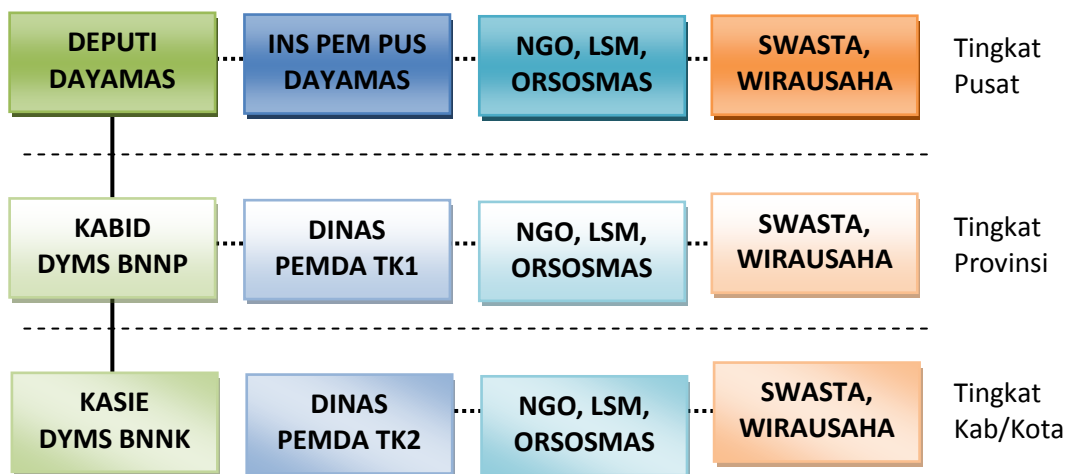 DEPUTI
DAYAMAS
INS PEM PUS
DAYAMAS
NGO, LSM,
ORSOSMAS
SWASTA,
WIRAUSAHA
Tingkat
Pusat
KABID
DYMS BNNP
DINAS
PEMDA TK1
NGO, LSM,
ORSOSMAS
SWASTA,
WIRAUSAHA
Tingkat
Provinsi
KASIE
DYMS BNNK
DINAS
PEMDA TK2
NGO, LSM,
ORSOSMAS
SWASTA,
WIRAUSAHA
Tingkat
Kab/Kota